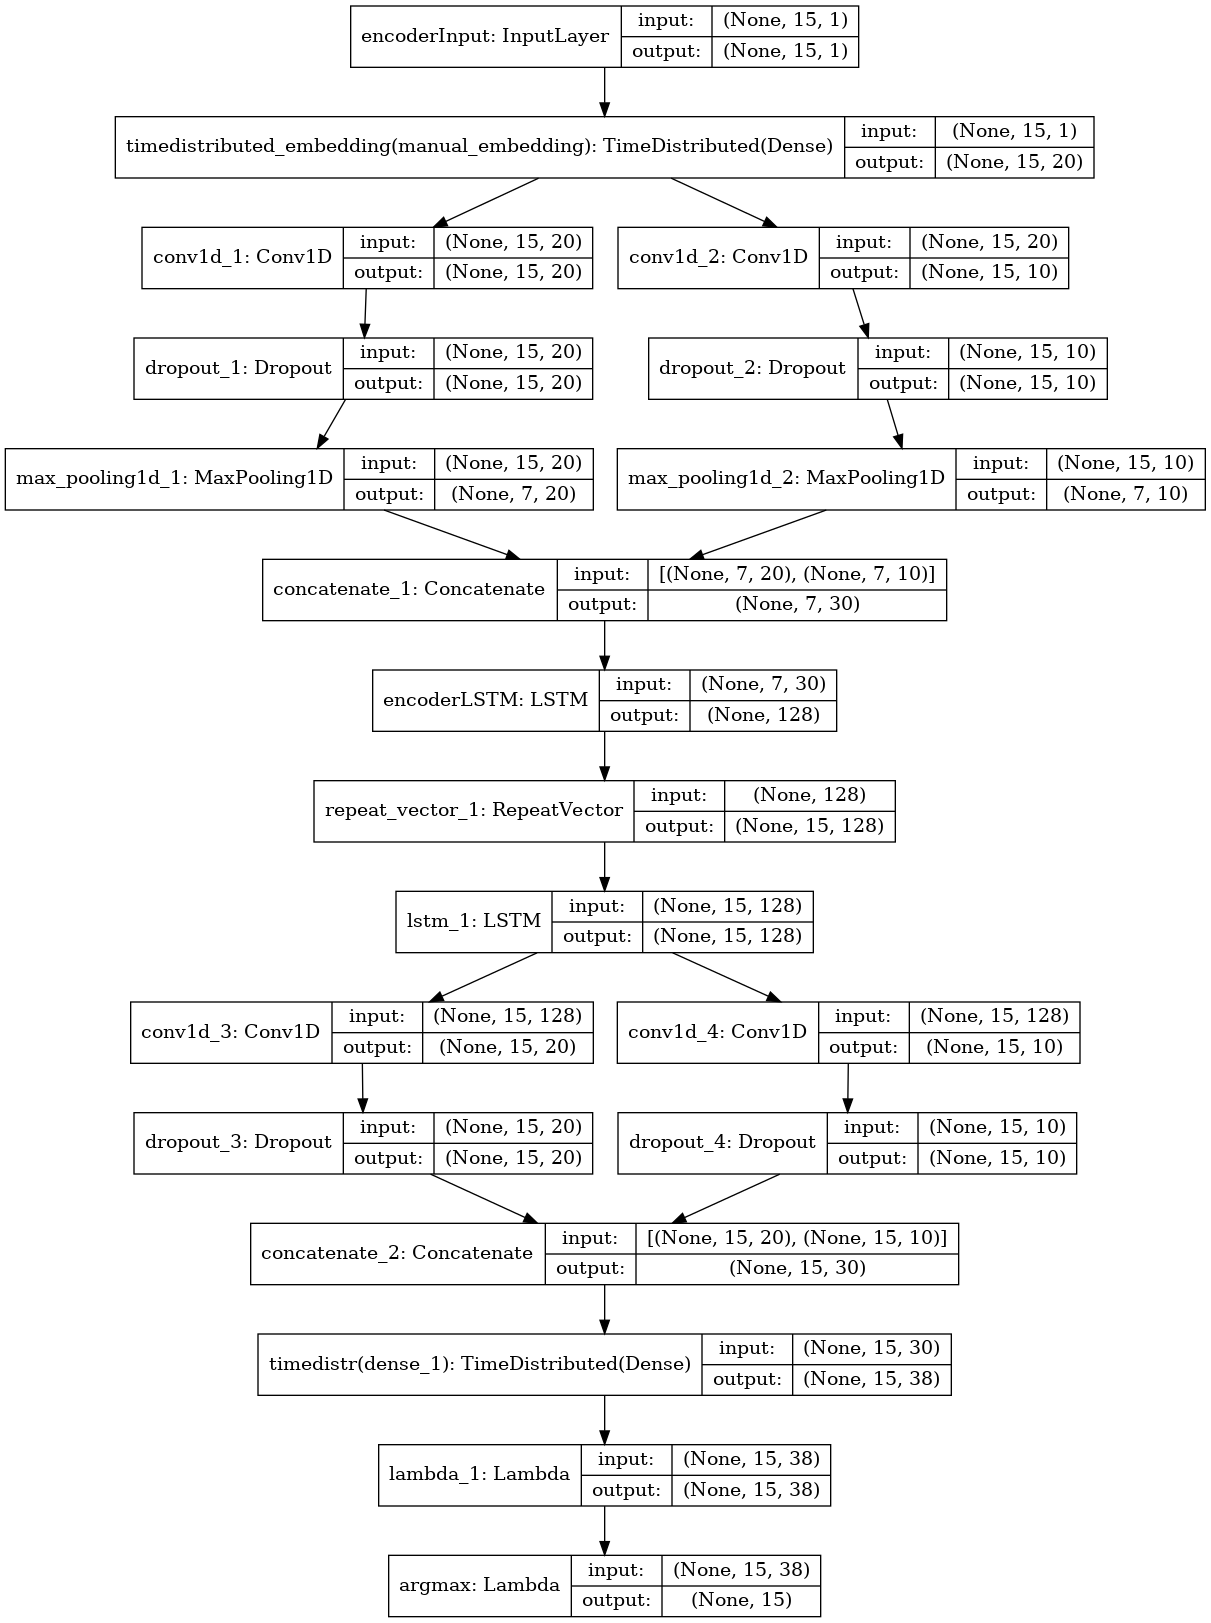 encoderInput: InputLayer
input:
(None, 15, 1)
output:
(None, 15, 1)
timedistributed_embedding(manual_embedding): TimeDistributed(Dense)
input:
(None, 15, 1)
output:
(None, 15, 20)
conv1d_1: Conv1D
input:
(None, 15, 20)
output:
(None, 15, 20)
conv1d_2: Conv1D
input:
(None, 15, 20)
output:
(None, 15, 10)
dropout_1: Dropout
input:
(None, 15, 20)
output:
(None, 15, 20)
dropout_2: Dropout
input:
(None, 15, 10)
output:
(None, 15, 10)
max_pooling1d_1: MaxPooling1D
input:
(None, 15, 20)
output:
(None, 7, 20)
max_pooling1d_2: MaxPooling1D
input:
(None, 15, 10)
output:
(None, 7, 10)
concatenate_1: Concatenate
input:
[(None, 7, 20), (None, 7, 10)]
output:
(None, 7, 30)
encoderLSTM: LSTM
input:
(None, 7, 30)
output:
(None, 128)
repeat_vector_1: RepeatVector
input:
(None, 128)
output:
(None, 15, 128)
lstm_1: LSTM
input:
(None, 15, 128)
output:
(None, 15, 128)
conv1d_3: Conv1D
input:
(None, 15, 128)
output:
(None, 15, 20)
conv1d_4: Conv1D
input:
(None, 15, 128)
output:
(None, 15, 10)
dropout_3: Dropout
input:
(None, 15, 20)
output:
(None, 15, 20)
dropout_4: Dropout
input:
(None, 15, 10)
output:
(None, 15, 10)
concatenate_2: Concatenate
input:
[(None, 15, 20), (None, 15, 10)]
output:
(None, 15, 30)
timedistr(dense_1): TimeDistributed(Dense)
input:
(None, 15, 30)
output:
(None, 15, 38)
lambda_1: Lambda
input:
(None, 15, 38)
output:
(None, 15, 38)
argmax: Lambda
input:
(None, 15, 38)
output:
(None, 15)